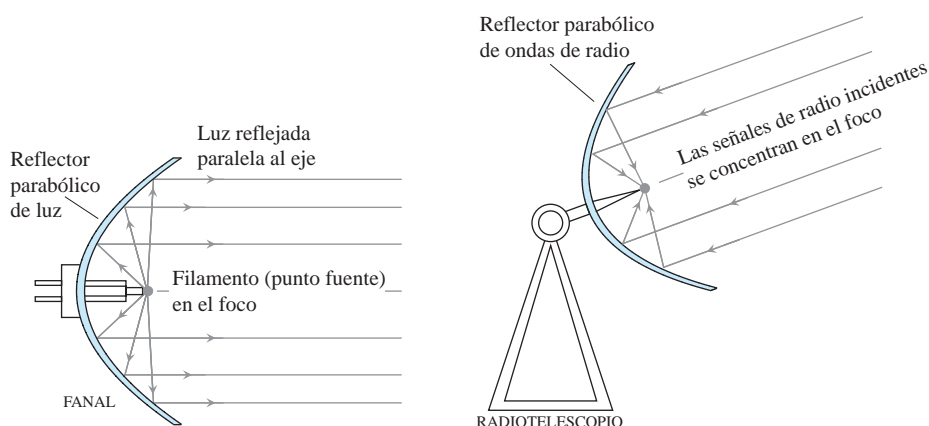 Reflector parabólico
de ondas de radio
Las señales de radio incidentes
se concentran en el foco
Luz reflejada
paralela al eje
Reflector
parabólico
de luz
Filamento (punto fuente)
en el foco
FANAL
RADIOTELESCOPIO